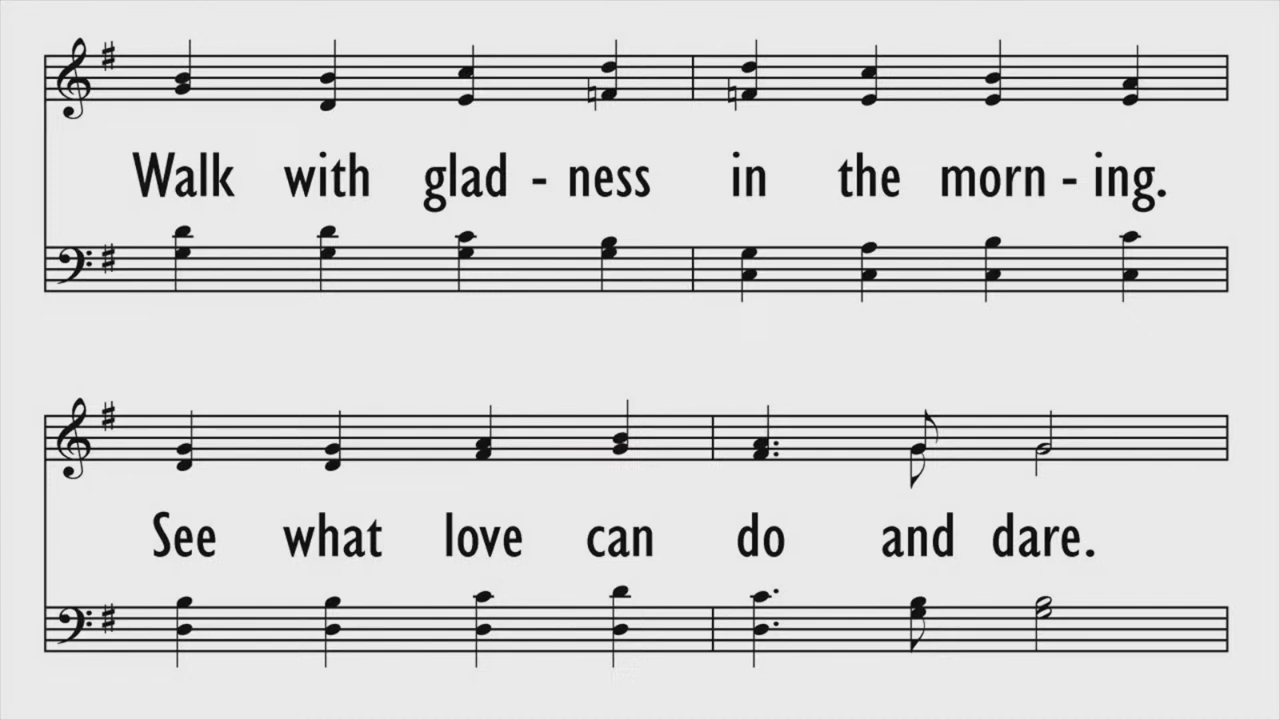 Walk with glad - ness in the morn - ing.
See what love can do and dare.